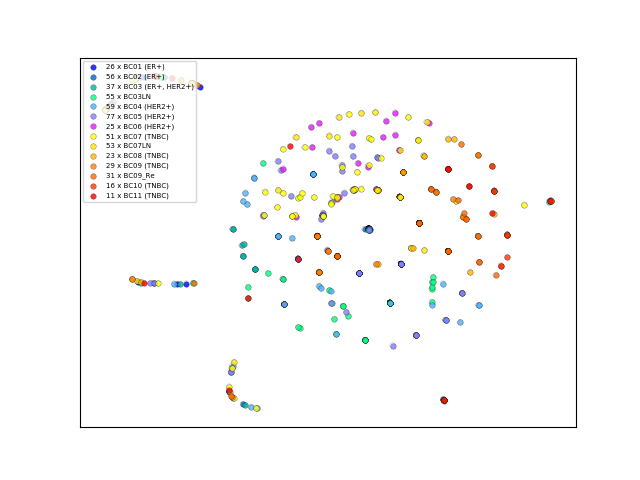 26 x BC01 (ER+)
56 x BC02 (ER+)
37 x BC03 (ER+, HER2+)
55 x BC03LN
59 x BC04 (HER2+)
77 x BC05 (HER2+)
25 x BC06 (HER2+)
51 x BC07 (TNBC)
53 x BC07LN
23 x BC08 (TNBC)
29 x BC09 (TNBC)
31 x BC09_Re
16 x BC10 (TNBC)
11 x BC11 (TNBC)